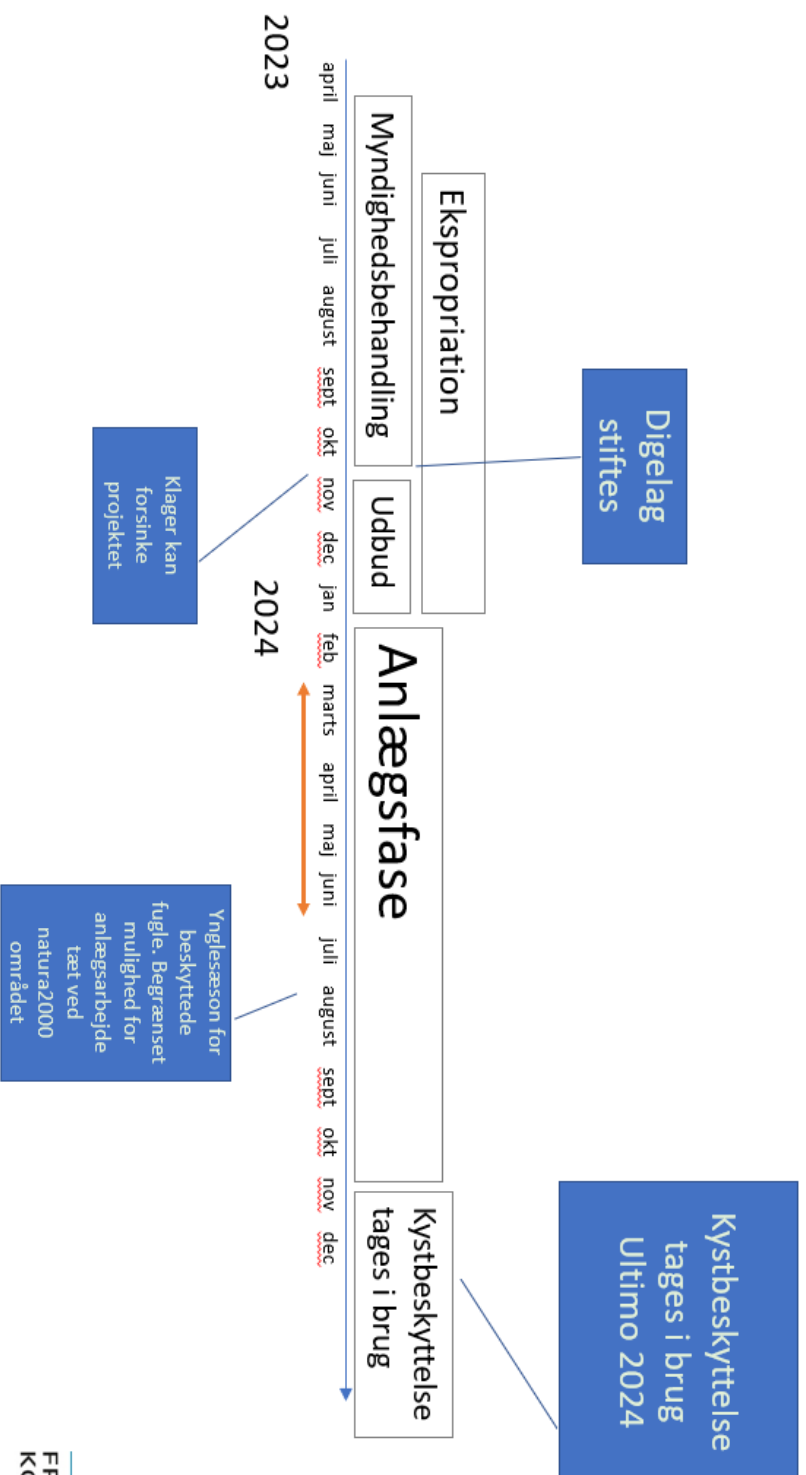 Digelag
stiftes
Kystbeskyttelse
tages i brug
Ultimo 2024
Ekspropriation
Myndighedsbehandling
Udbud
Anlægsfase
Kystbeskyttelse
tages i brug
april maj juni juli august sept okt nov dec jan feb marts april maj juni juli august sept okt nov dec
2023
2024
Klager kan
forsinke
projektet
Ynglesæson for
beskyttede
fugle. Begrænset
mulighed for
anlægsarbejde
tæt ved
natura2000
området